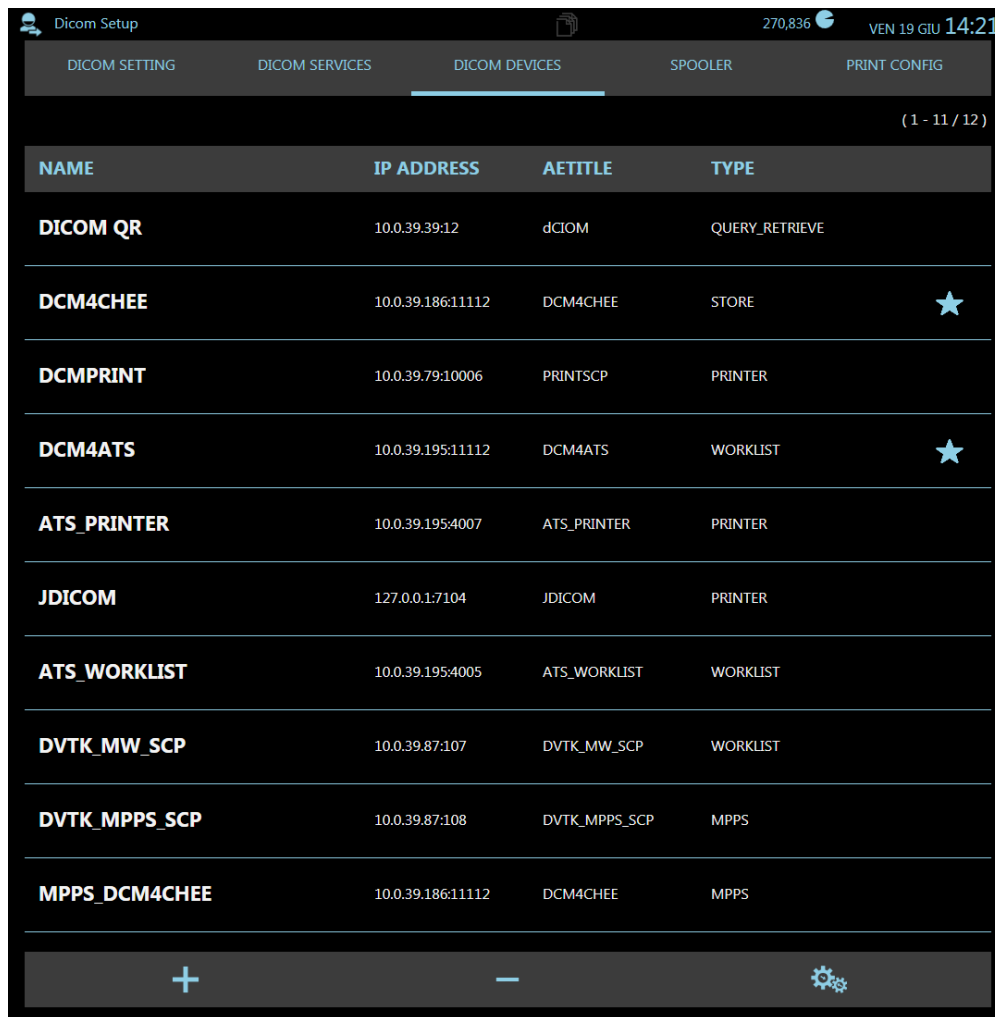 Dicom Setup 270,836 VEN 19 GIU 14:21
DICOM SETTING DICOM SERVICES DICOM DEVICES SPOOLER PRINT CONFIG
( 1 - 11 / 12 )
NAME IP ADDRESS AETITLE TYPE
DICOM QR 10.0.39.39:12 dCIOM QUERY_RETRIEVE
DCM4CHEE 10.0.39.186:11112 DCM4CHEE STORE
DCMPRINT 10.0.39.79:10006 PRINTSCP PRINTER
DCM4ATS 10.0.39.195:11112 DCM4ATS WORKLIST
ATS_PRINTER 10.0.39.195:4007 ATS_PRINTER PRINTER
JDICOM 127.0.0.1:7104 JDICOM PRINTER
ATS_WORKLIST 10.0.39.195:4005 ATS_WORKLIST WORKLIST
DVTK_MW_SCP 10.0.39.87:107 DVTK_MW_SCP WORKLIST
DVTK_MPPS_SCP 10.0.39.87:108 DVTK_MPPS_SCP MPPS
MPPS_DCM4CHEE 10.0.39.186:11112 DCM4CHEE MPPS